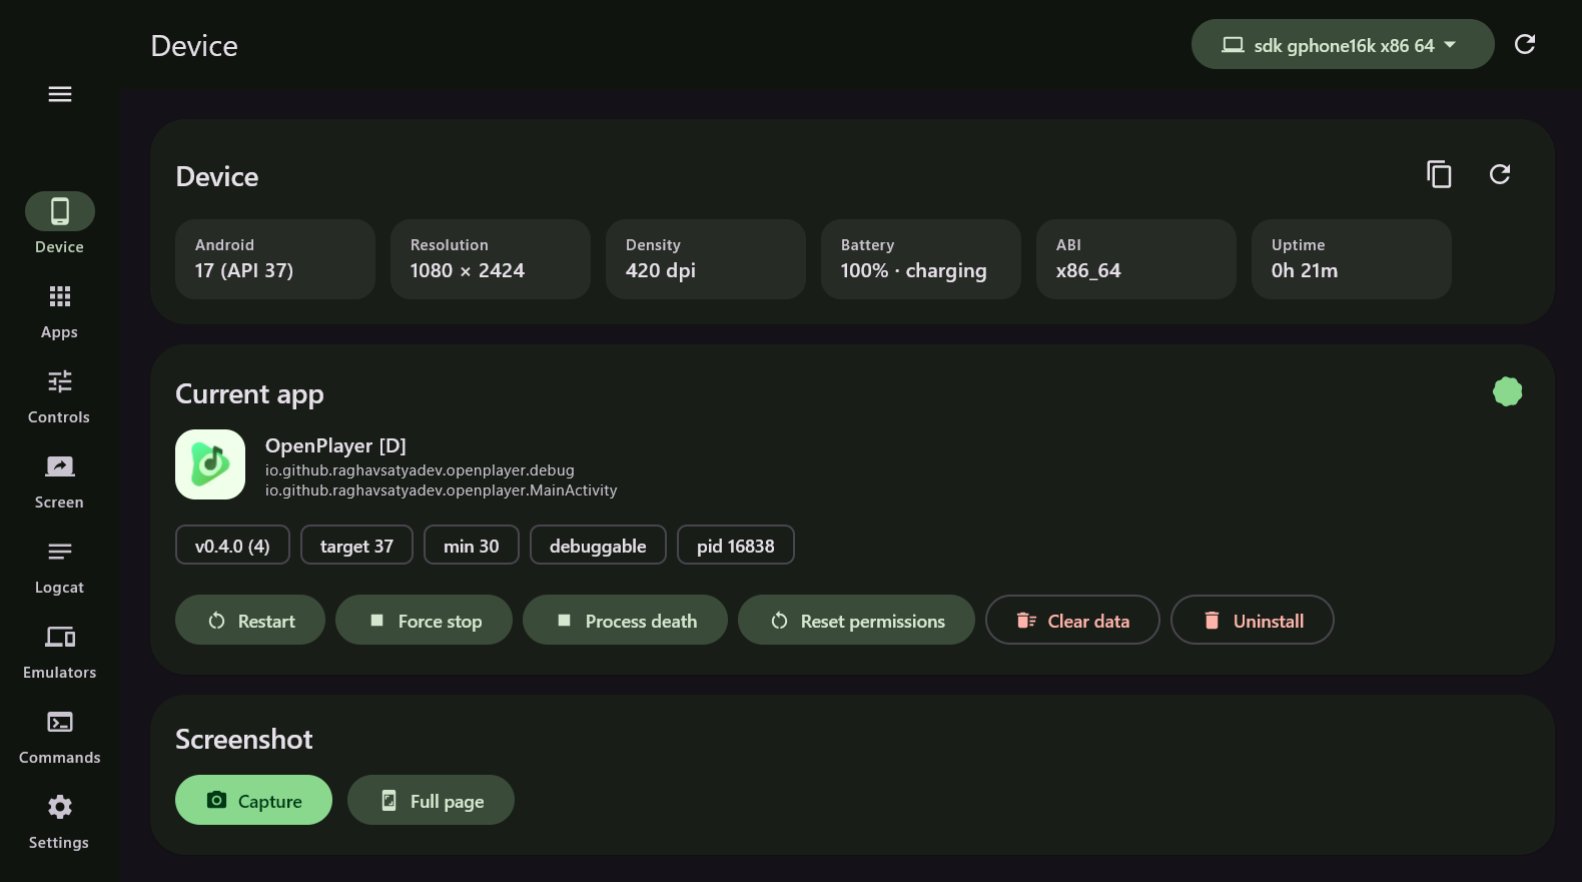 Device
sdk gphone16k x86 64
Device
Apps
Controls
Screen
Logcat
Emulators
Commands
Settings
Device
Android
17 (API 37)
Resolution
1080 × 2424
Density
420 dpi
Battery
100% · charging
ABI
x86_64
Uptime
0h 21m
Current app
OpenPlayer [D]
io.github.raghavsatyadev.openplayer.debug
io.github.raghavsatyadev.openplayer.MainActivity
v0.4.0 (4)
target 37
min 30
debuggable
pid 16838
Restart
Force stop
Process death
Reset permissions
Clear data
Uninstall
Screenshot
Capture
Full page